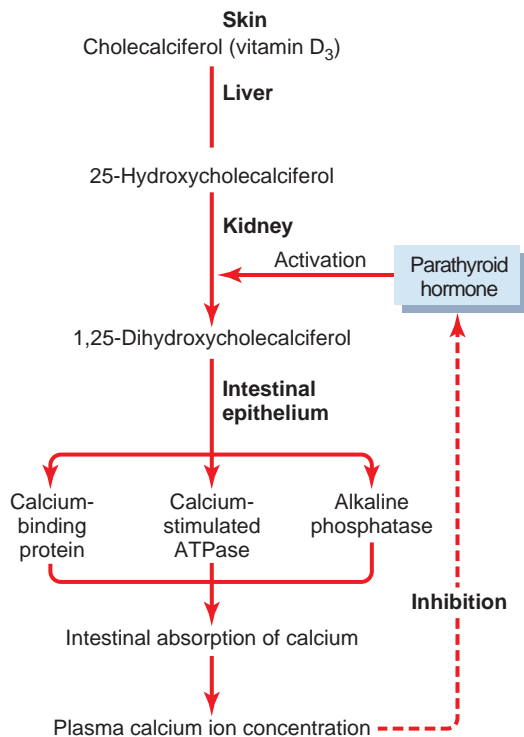 Skin
Cholecalciferol (vitamin D3)
Liver
25-Hydroxycholecalciferol
Kidney
Activation
Parathyroid
hormone
1,25-Dihydroxycholecalciferol
Intestinal
epithelium
Calcium-
binding
protein
Calcium-
stimulated
ATPase
Alkaline
phosphatase
Inhibition
Intestinal absorption of calcium
Plasma calcium ion concentration